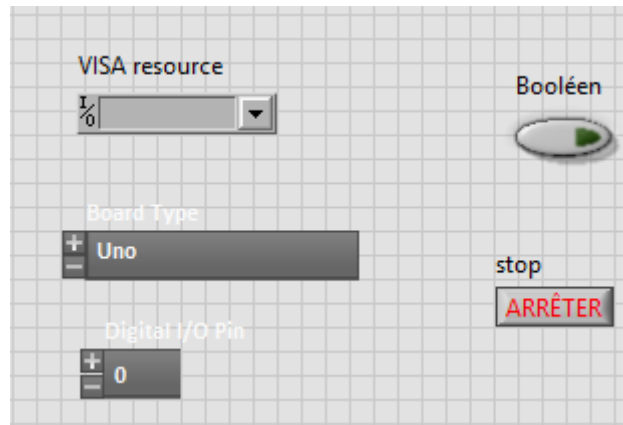 VISA resource
I/O
Booléen
Board Type
Uno
stop
ARRÊTER
Digital I/O Pin
0